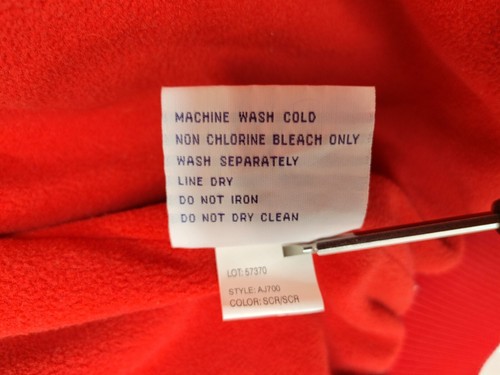 MACHINE WASH COLD
NON CHLORINE BLEACH ONLY
WASH SEPARATELY
LINE DRY
DO NOT IRON
DO NOT DRY CLEAN
LOT: 57370
STYLE: AJ700
COLOR: SCR/SCR